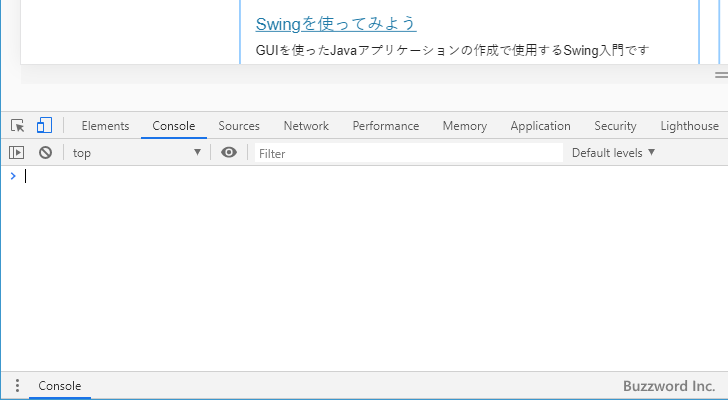 Swingを使ってみよう
GUIを使ったJavaアプリケーションの作成で使用するSwing入門です
Elements Console Sources Network Performance Memory Application Security Lighthouse
top Filter Default levels
Console
Buzzword Inc.